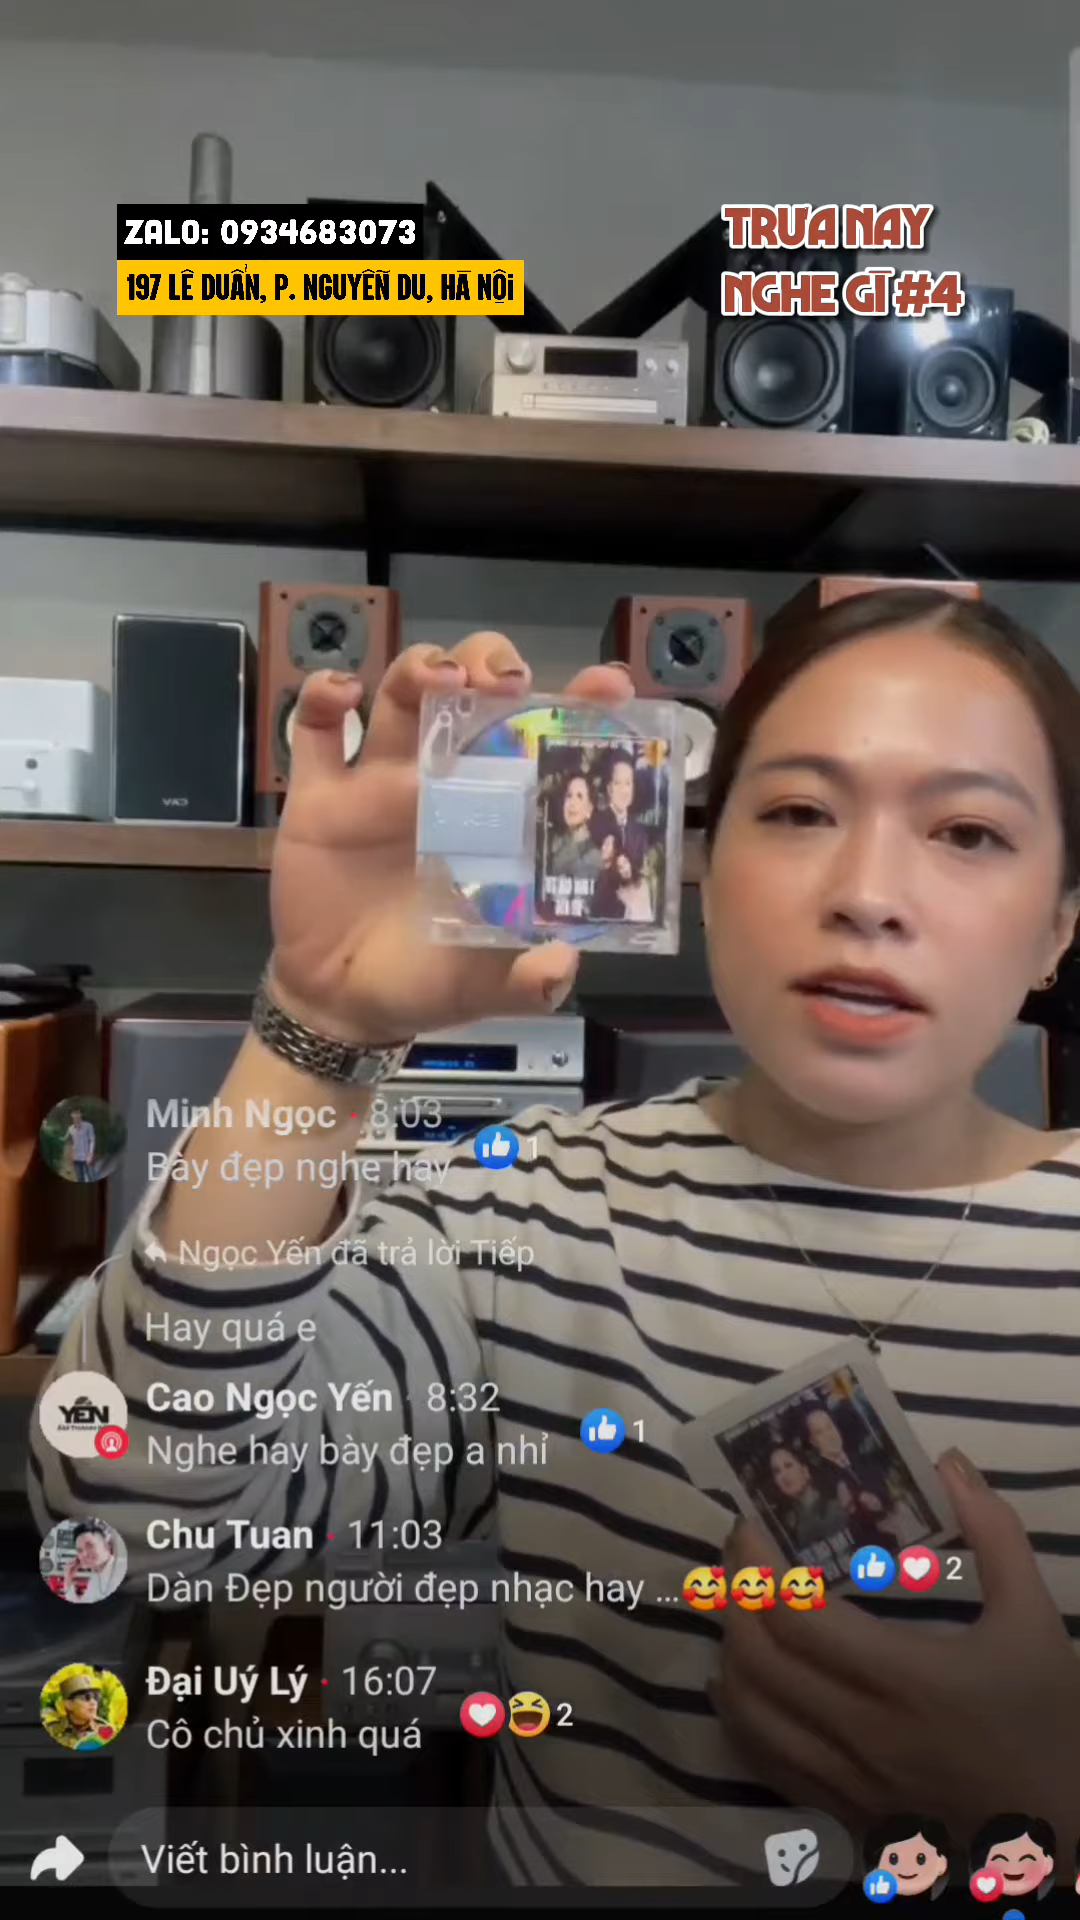 ZALO: 0934683073
197 LÊ DUẨN, P. NGUYỄN DU, HÀ NỘI
TRƯA NAY
NGHE GÌ #4
Minh Ngọc · 8:03
Bày đẹp nghe hay
1
Ngọc Yến đã trả lời Tiếp
Hay quá e
YẾN
Cao Ngọc Yến · 8:32
Nghe hay bày đẹp a nhỉ
1
Chu Tuan · 11:03
Dàn Đẹp người đẹp nhạc hay ...🥰🥰🥰
2
Đại Uý Lý · 16:07
Cô chủ xinh quá
2
Viết bình luận...